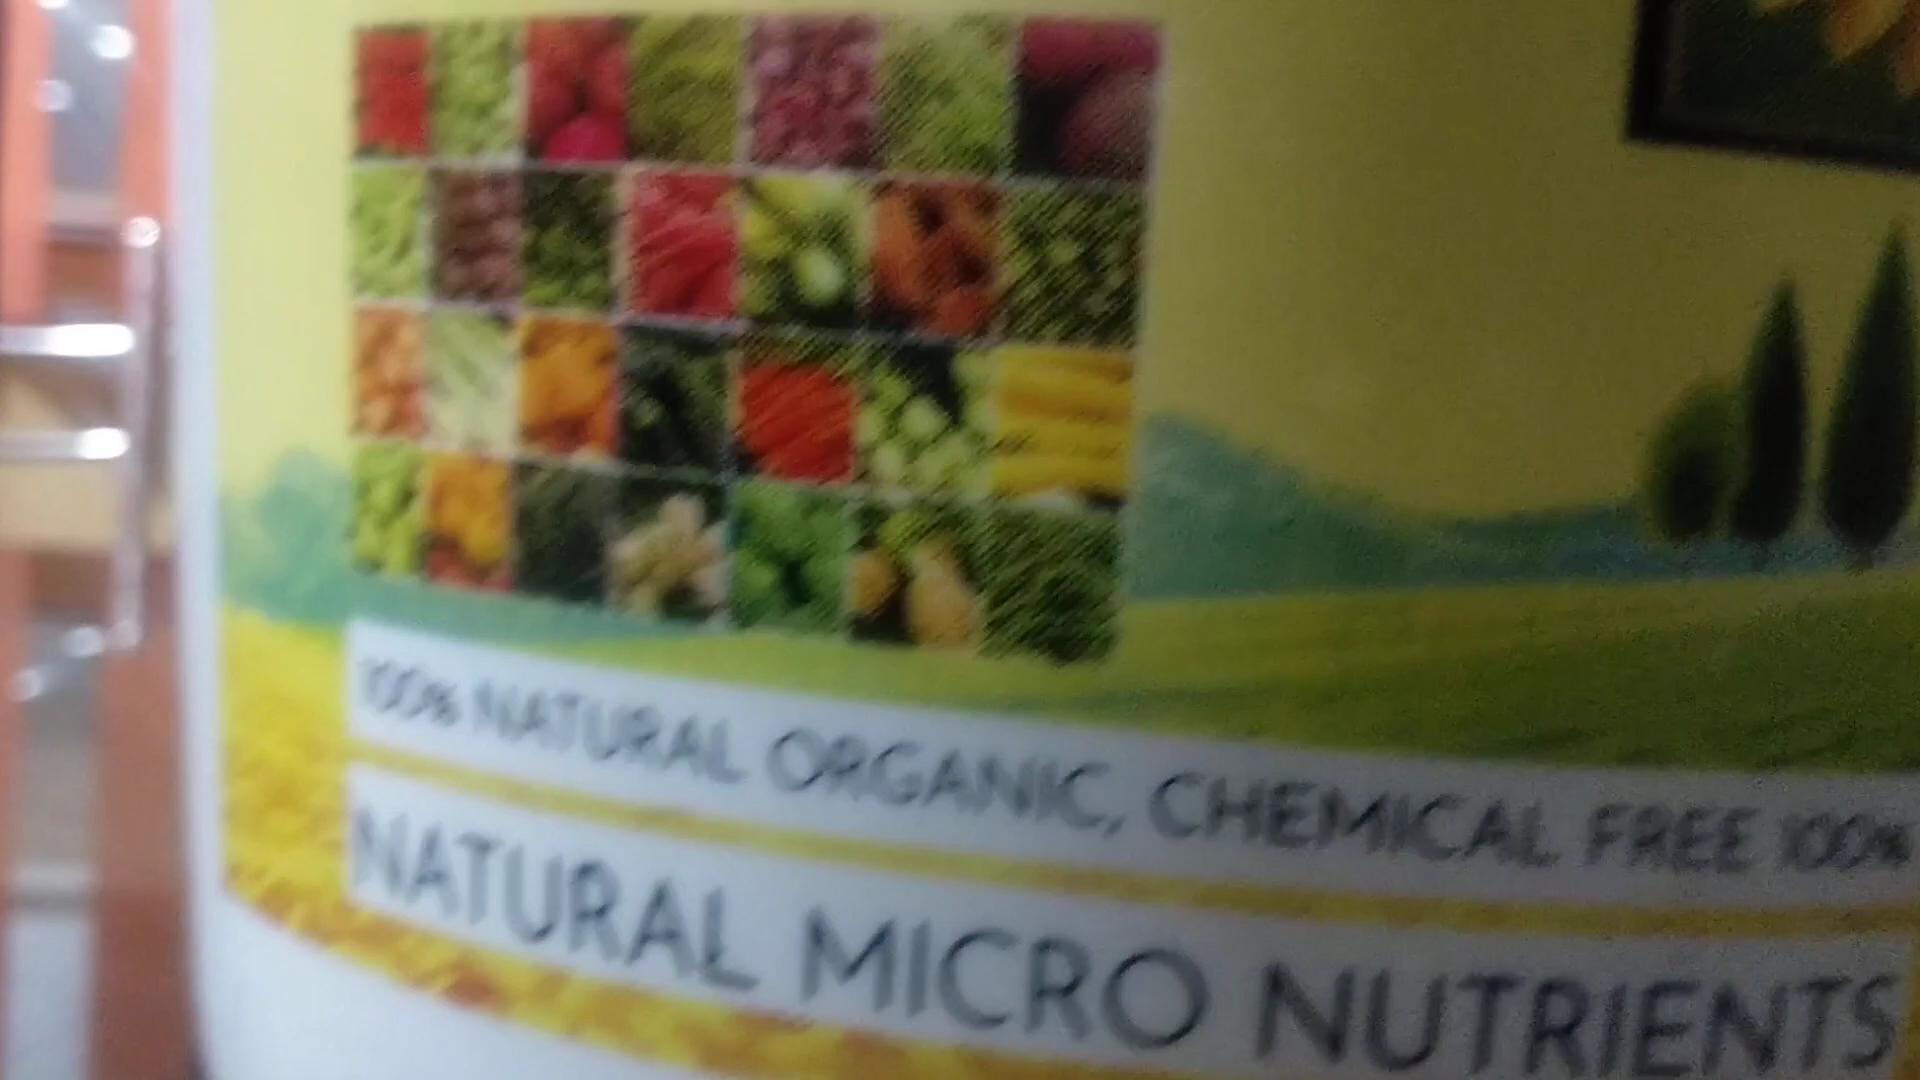 100% NATURAL ORGANIC, CHEMICAL FREE 100%
NATURAL MICRO NUTRIENTS